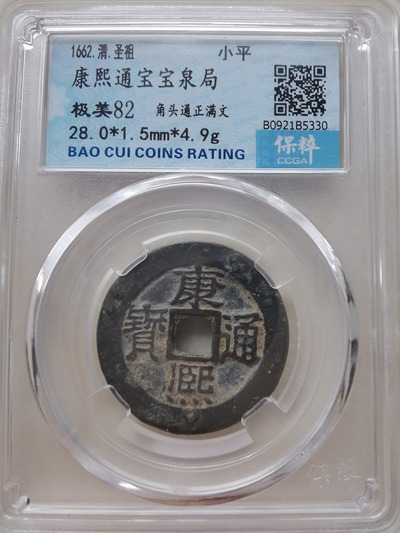 1662.清.圣祖
小平
康熙通宝宝泉局
极美82 角头通正满文
28.0*1.5mm*4.9g
BAO CUI COINS RATING
B0921B5330
保粹
CCGA
康熙通寶
保粹